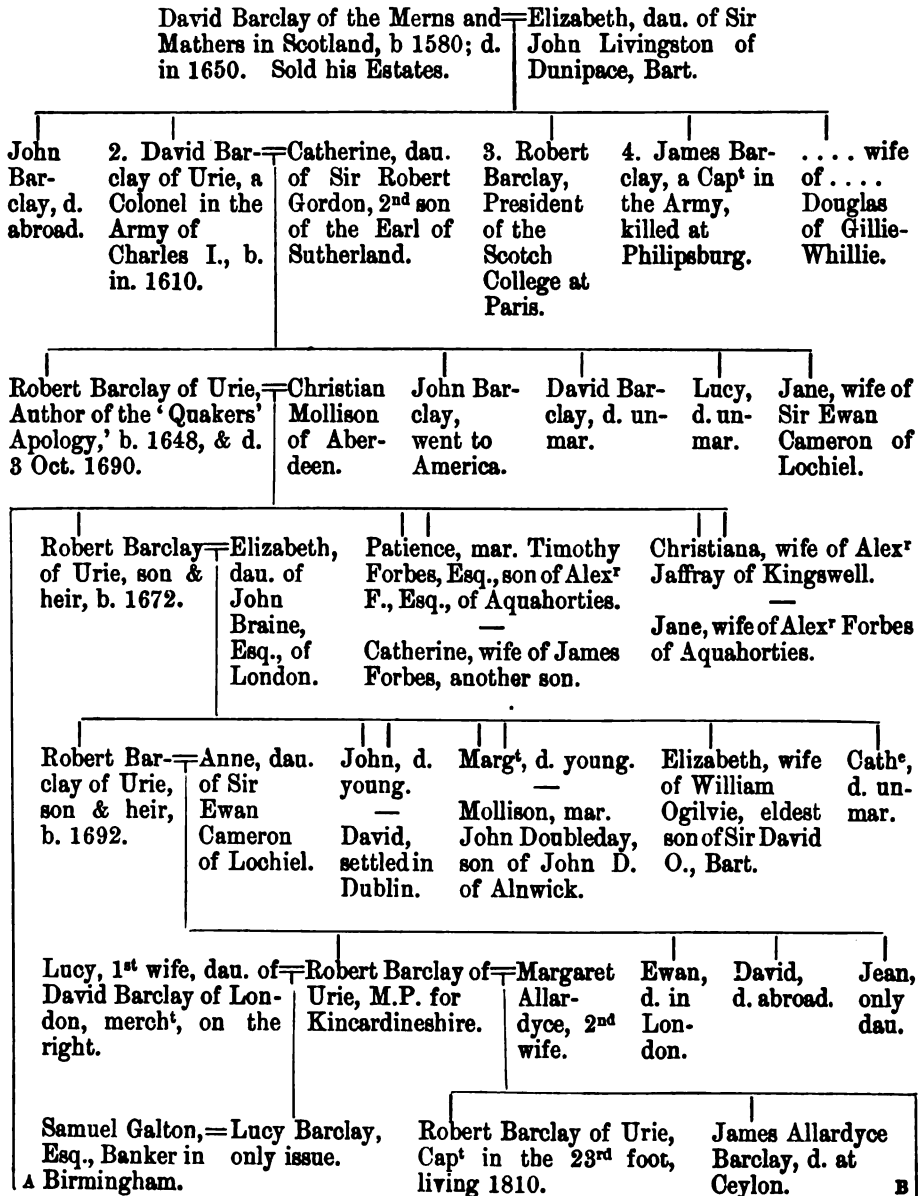 David Barclay of the Merns and
Mathers in Scotland, b 1580; d.
in 1650. Sold his Estates.
Elizabeth, dau. of Sir
John Livingston of
Dunipace, Bart.
John
Bar-
clay, d.
abroad.
2. David Bar-
clay of Urie, a
Colonel in the
Army of
Charles I., b.
in. 1610.
Catherine, dau.
of Sir Robert
Gordon, 2nd son
of the Earl of
Sutherland.
3. Robert
Barclay,
President
of the
Scotch
College at
Paris.
4. James Bar-
clay, a Capt in
the Army,
killed at
Philipsburg.
.... wife
of ....
Douglas
of Gillie-
Whillie.
Robert Barclay of Urie,
Author of the ‘Quakers’
Apology,’ b. 1648, & d.
3 Oct. 1690.
Christian
Mollison
of Aber-
deen.
John Bar-
clay,
went to
America.
David Bar-
clay, d. un-
mar.
Lucy,
d. un-
mar.
Jane, wife of
Sir Ewan
Cameron of
Lochiel.
Robert Barclay
of Urie, son &
heir, b. 1672.
Elizabeth,
dau. of
John
Braine,
Esq., of
London.
Patience, mar. Timothy
Forbes, Esq., son of Alexr
F., Esq., of Aquahorties.
—
Catherine, wife of James
Forbes, another son.
Christiana, wife of Alexr
Jaffray of Kingswell.
—
Jane, wife of Alexr Forbes
of Aquahorties.
Robert Bar-
clay of Urie,
son & heir,
b. 1692.
Anne, dau.
of Sir
Ewan
Cameron
of Lochiel.
John, d.
young.
—
David,
settled in
Dublin.
Margt, d. young.
—
Mollison, mar.
John Doubleday,
son of John D.
of Alnwick.
Elizabeth, wife
of William
Ogilvie, eldest
son of Sir David
O., Bart.
Cathe,
d. un-
mar.
Lucy, 1st wife, dau. of
David Barclay of Lon-
don, mercht, on the
right.
Robert Barclay of
Urie, M.P. for
Kincardineshire.
Margaret
Allar-
dyce, 2nd
wife.
Ewan,
d. in
Lon-
don.
David,
d. abroad.
Jean,
only
dau.
Samuel Galton,
Esq., Banker in
Birmingham.
Lucy Barclay,
only issue.
Robert Barclay of Urie,
Capt in the 23rd foot,
living 1810.
James Allardyce
Barclay, d. at
Ceylon.
A
B